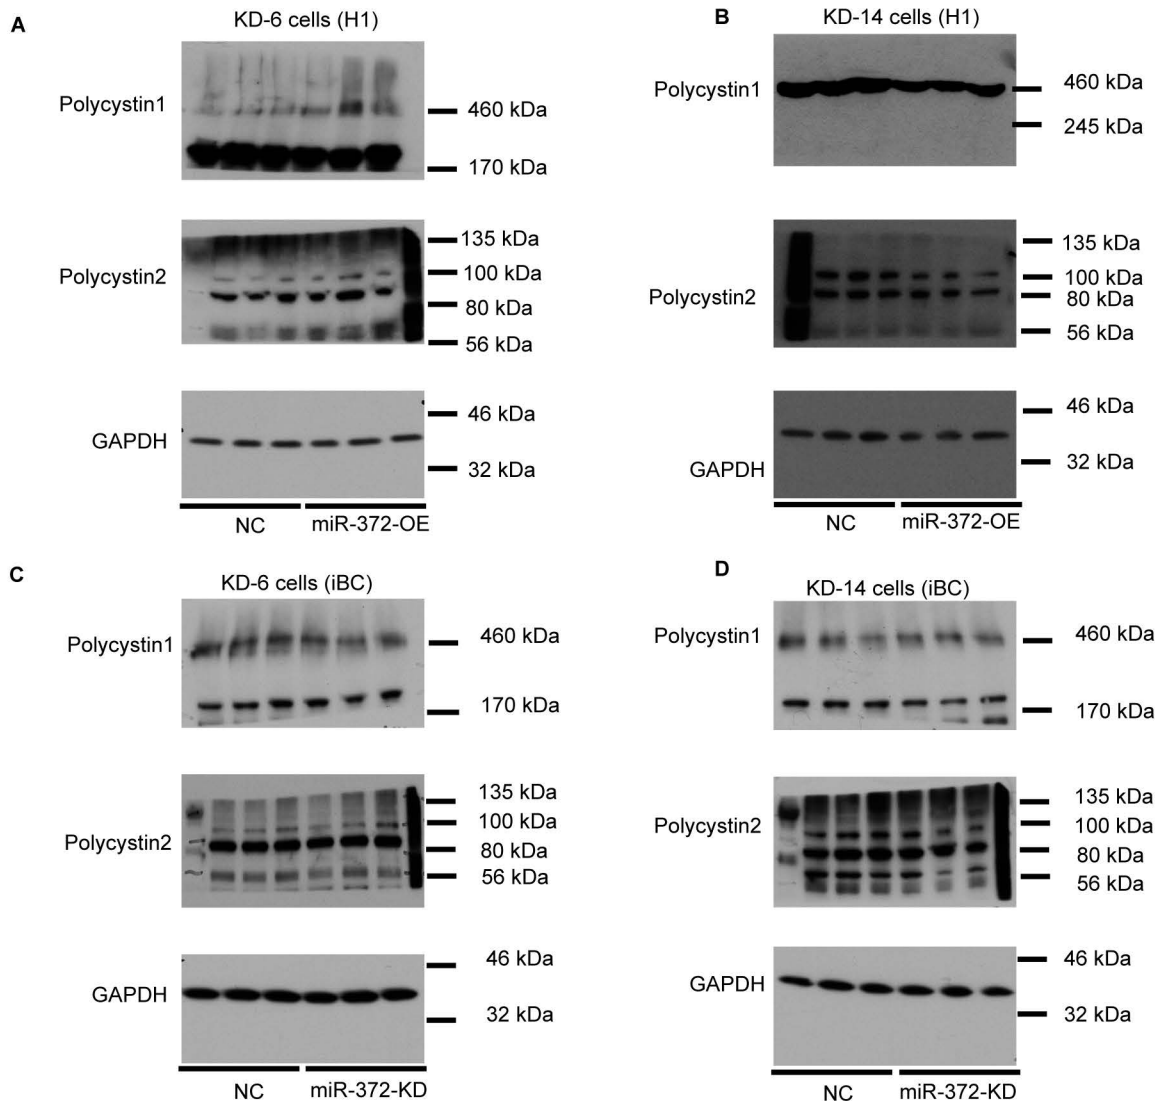 A
KD-6 cells (H1)
Polycystin1
460 kDa
170 kDa
Polycystin2
135 kDa
100 kDa
80 kDa
56 kDa
GAPDH
46 kDa
32 kDa
NC
miR-372-OE
B
KD-14 cells (H1)
Polycystin1
460 kDa
245 kDa
Polycystin2
135 kDa
100 kDa
80 kDa
56 kDa
GAPDH
46 kDa
32 kDa
NC
miR-372-OE
C
KD-6 cells (iBC)
Polycystin1
460 kDa
170 kDa
Polycystin2
135 kDa
100 kDa
80 kDa
56 kDa
GAPDH
46 kDa
32 kDa
NC
miR-372-KD
D
KD-14 cells (iBC)
Polycystin1
460 kDa
170 kDa
Polycystin2
135 kDa
100 kDa
80 kDa
56 kDa
GAPDH
46 kDa
32 kDa
NC
miR-372-KD